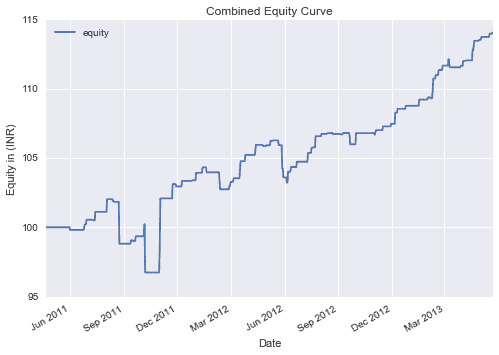 Combined Equity Curve
equity
Equity in (INR)
115
110
105
100
95
Jun 2011
Sep 2011
Dec 2011
Mar 2012
Jun 2012
Sep 2012
Dec 2012
Mar 2013
Date